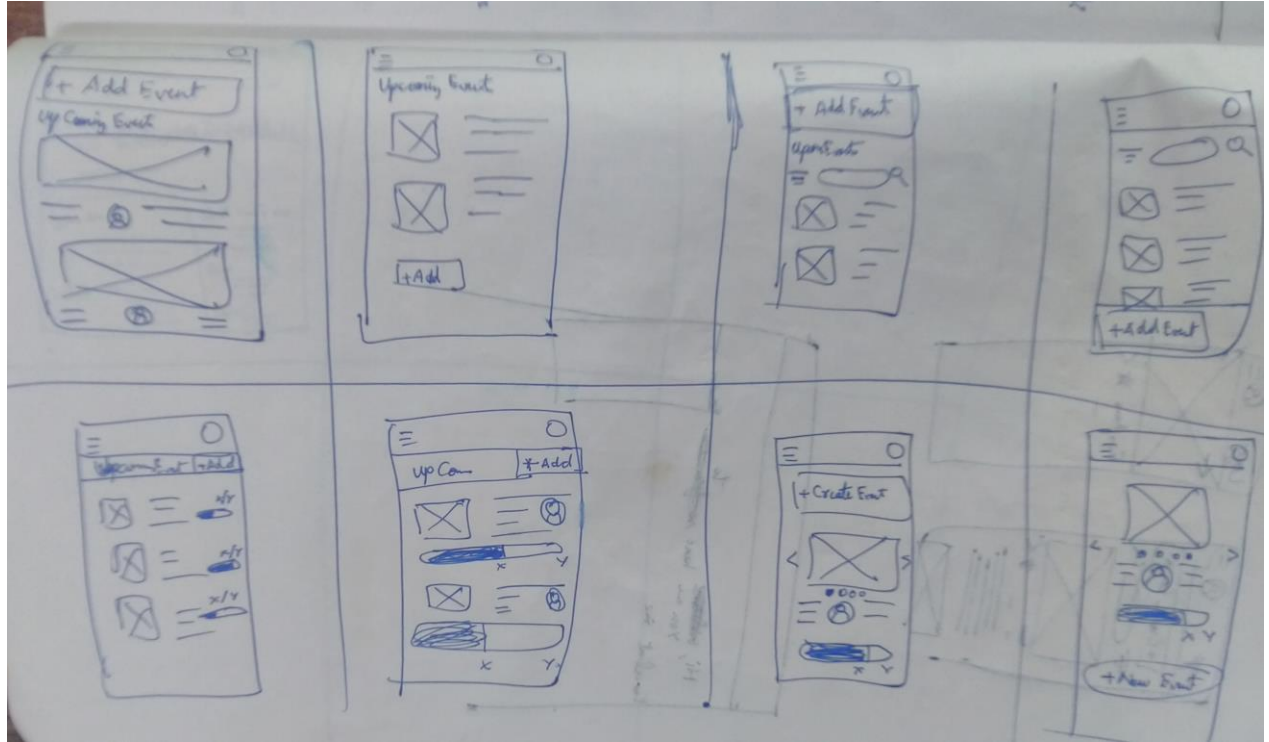 + Add Event
Up Coming Event
Upcoming Event
+Add
+ Add Event
+Add Event
+Add
x/y
x/y
x/y
Up Com
+Add
X Y
X Y
+Create Event
X Y
X Y
+New Event